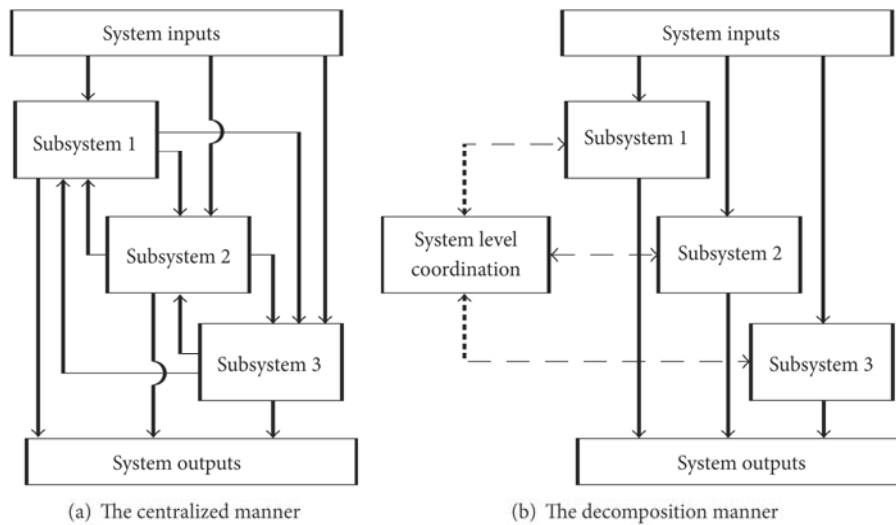 System inputs
Subsystem 1
Subsystem 2
Subsystem 3
System outputs
(a) The centralized manner
System inputs
Subsystem 1
System level
coordination
Subsystem 2
Subsystem 3
System outputs
(b) The decomposition manner